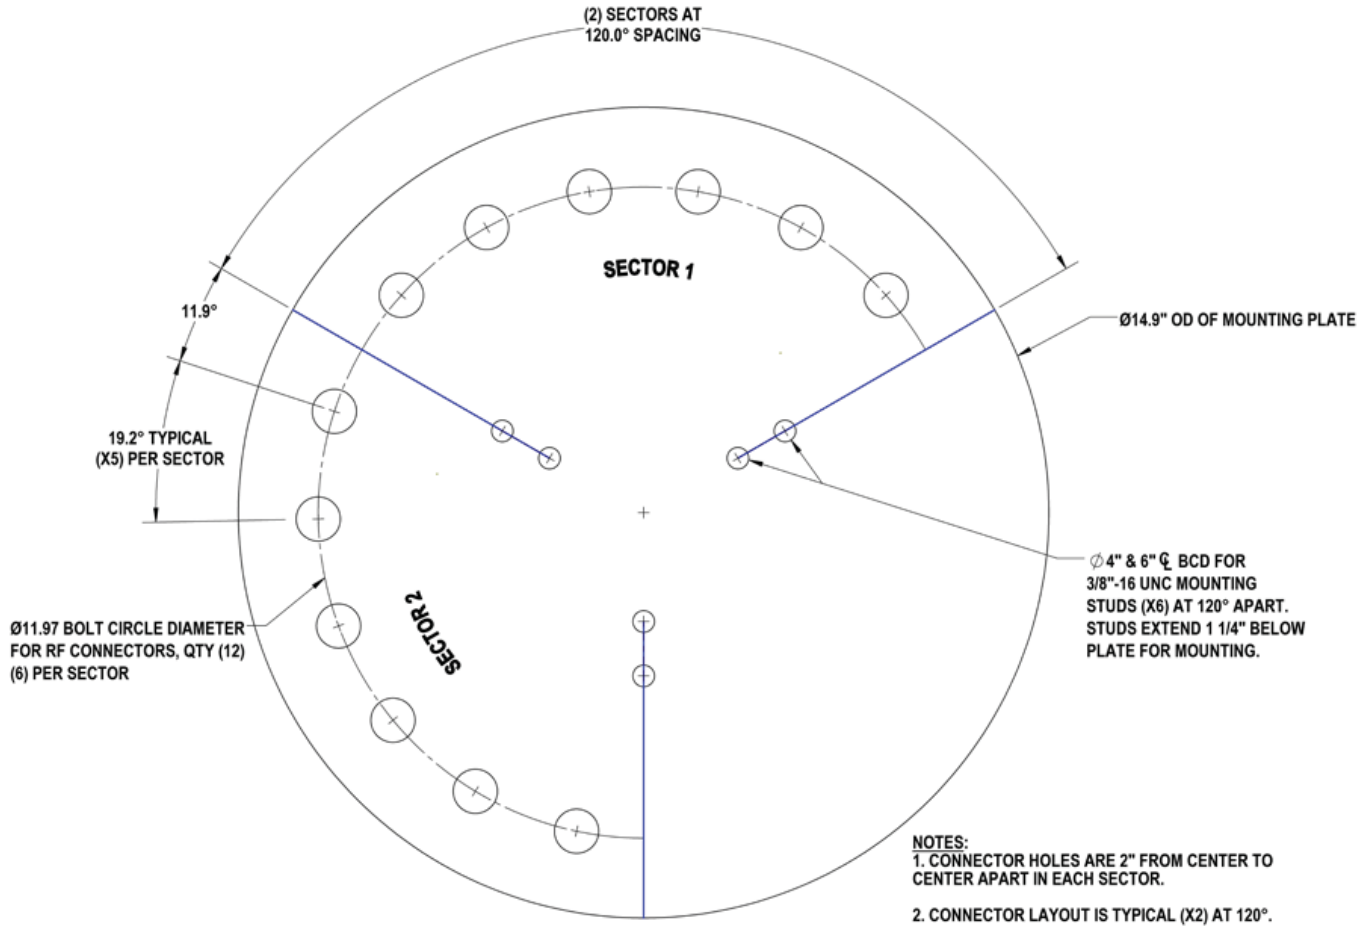 (2) SECTORS AT
120.0° SPACING
SECTOR 1
11.9°
Ø14.9" OD OF MOUNTING PLATE
19.2° TYPICAL
(X5) PER SECTOR
∅4" & 6" ℄ BCD FOR
3/8"-16 UNC MOUNTING
STUDS (X6) AT 120° APART.
STUDS EXTEND 1 1/4" BELOW
PLATE FOR MOUNTING.
SECTOR 2
Ø11.97 BOLT CIRCLE DIAMETER
FOR RF CONNECTORS, QTY (12)
(6) PER SECTOR
NOTES:
1. CONNECTOR HOLES ARE 2" FROM CENTER TO
CENTER APART IN EACH SECTOR.
2. CONNECTOR LAYOUT IS TYPICAL (X2) AT 120°.